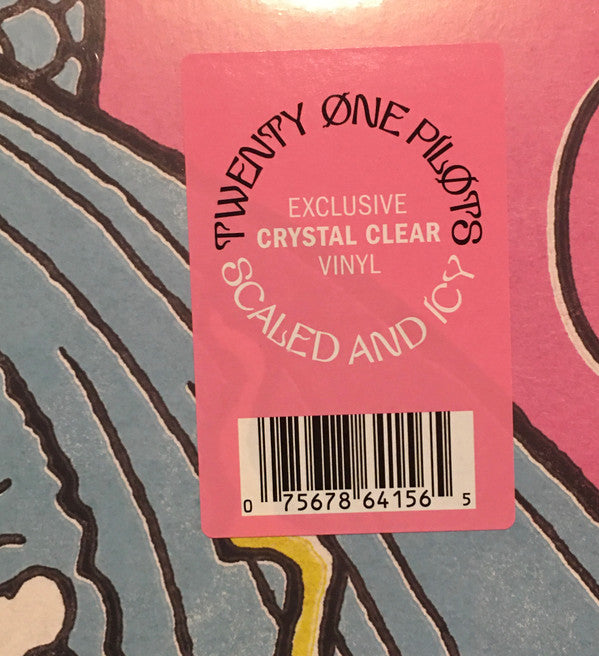 TWENTY ØNE PILØTS
EXCLUSIVE
CRYSTAL CLEAR
VINYL
SCALED AND ICY
0 75678 64156 5